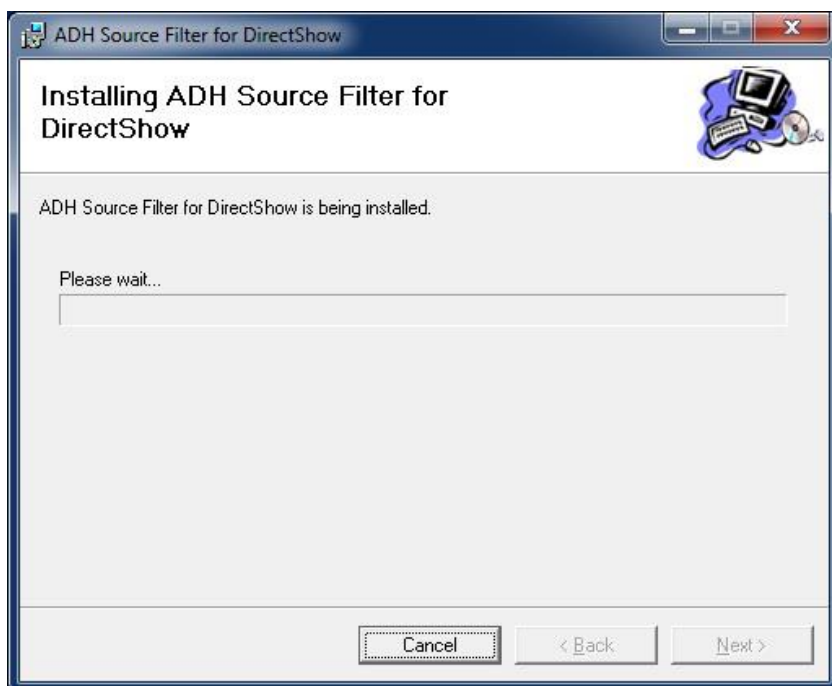 ADH Source Filter for DirectShow
Installing ADH Source Filter for
DirectShow
ADH Source Filter for DirectShow is being installed.
Please wait...
Cancel
< Back
Next >